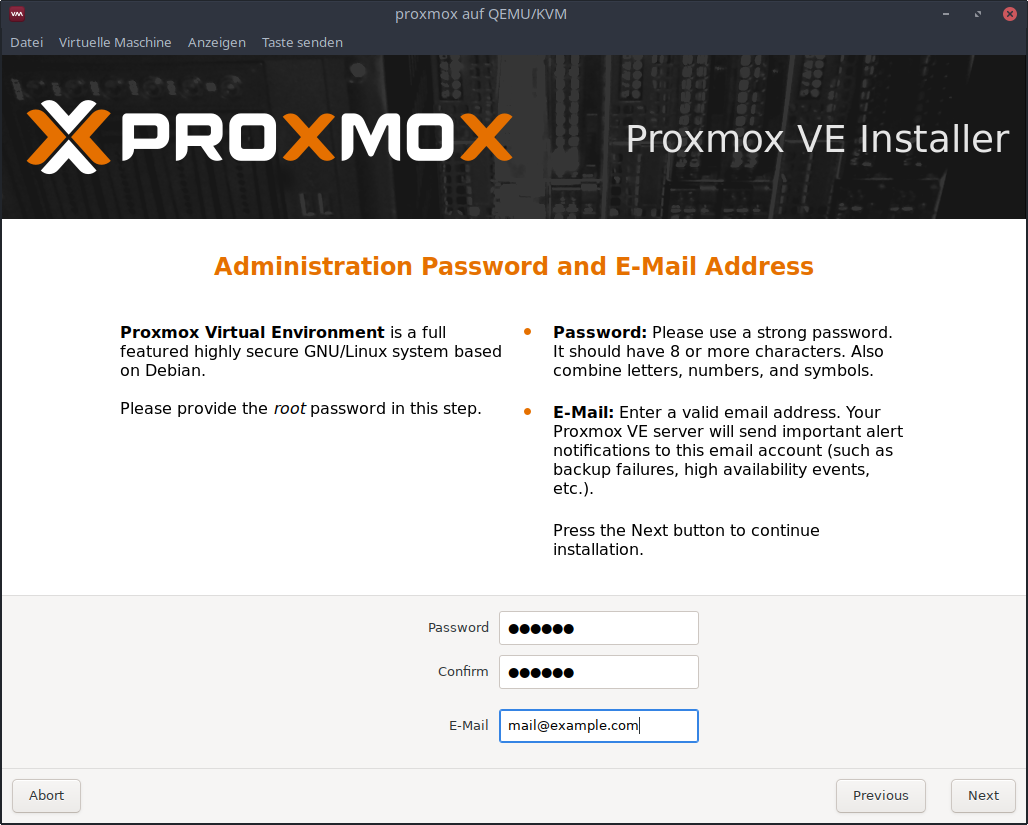 proxmox auf QEMU/KVM
Datei Virtuelle Maschine Anzeigen Taste senden
PROXMOX
Proxmox VE Installer
Administration Password and E-Mail Address
Proxmox Virtual Environment is a full
featured highly secure GNU/Linux system based
on Debian.
Please provide the root password in this step.
Password: Please use a strong password.
It should have 8 or more characters. Also
combine letters, numbers, and symbols.
E-Mail: Enter a valid email address. Your
Proxmox VE server will send important alert
notifications to this email account (such as
backup failures, high availability events,
etc.).
Press the Next button to continue
installation.
Password ●●●●●●
Confirm ●●●●●●
E-Mail mail@example.com
Abort Previous Next